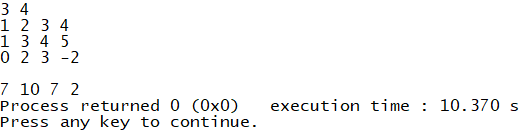 3 4
1 2 3 4
1 3 4 5
0 2 3 -2
7 10 7 2
Process returned 0 (0x0)   execution time : 10.370 s
Press any key to continue.